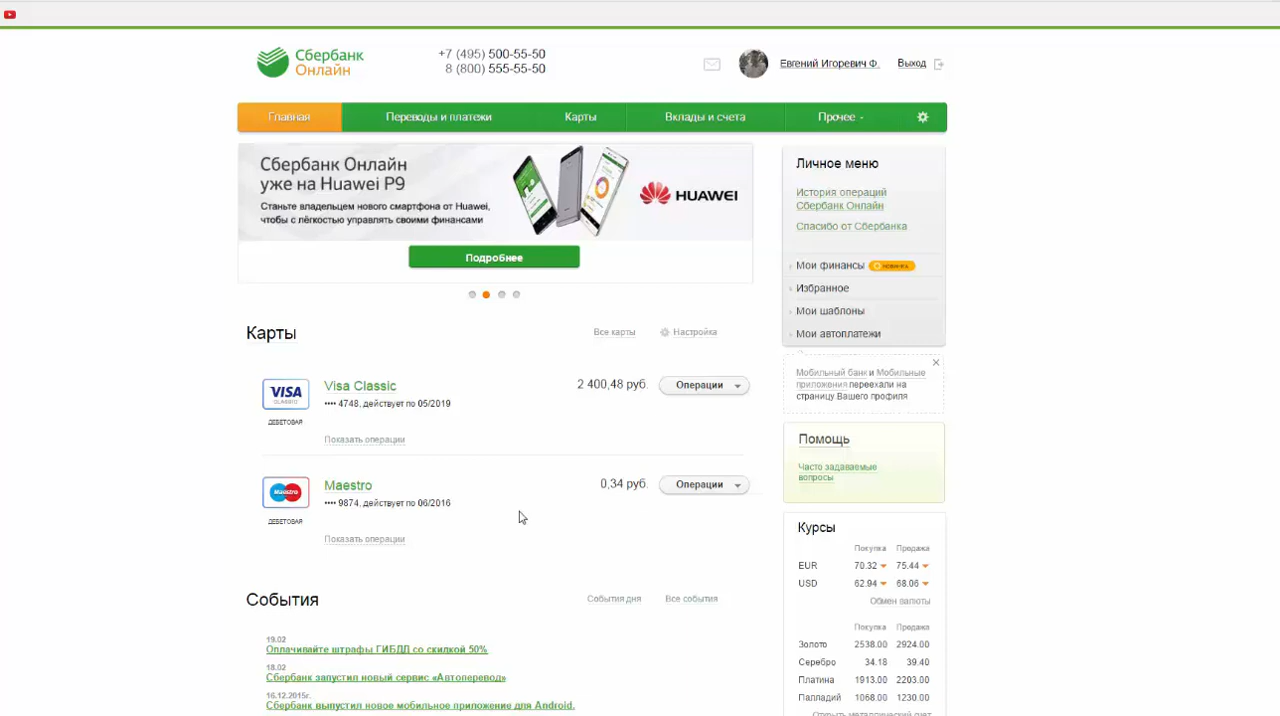 Сбербанк
Онлайн
+7 (495) 500-55-50
8 (800) 555-55-50
Евгений Игоревич Ф.
Выход
Главная
Переводы и платежи
Карты
Вклады и счета
Прочее
Сбербанк Онлайн
уже на Huawei P9
Станьте владельцем нового смартфона от Huawei,
чтобы с лёгкостью управлять своими финансами
HUAWEI
Подробнее
Личное меню
История операций
Сбербанк Онлайн
Спасибо от Сбербанка
Мои финансы новинка
Избранное
Мои шаблоны
Мои автоплатежи
Мобильный банк и Мобильные
приложения переехали на
страницу Вашего профиля
Помощь
Часто задаваемые
вопросы
Карты
Все карты
Настройка
VISA
CLASSIC
ДЕБЕТОВАЯ
Visa Classic
•••• 4748, действует по 05/2019
2 400,48 руб.
Операции
Показать операции
Maestro
ДЕБЕТОВАЯ
Maestro
•••• 9874, действует по 06/2016
0,34 руб.
Операции
Показать операции
События
События дня
Все события
19.02
Оплачивайте штрафы ГИБДД со скидкой 50%
18.02
Сбербанк запустил новый сервис «Автоперевод»
16.12.2015г.
Сбербанк выпустил новое мобильное приложение для Android.
Курсы
Покупка Продажа
EUR 70.32 75.44
USD 62.94 68.06
Обмен валюты
Покупка Продажа
Золото 2538.00 2924.00
Серебро 34.18 39.40
Платина 1913.00 2203.00
Палладий 1068.00 1230.00
Открыть металлический счет